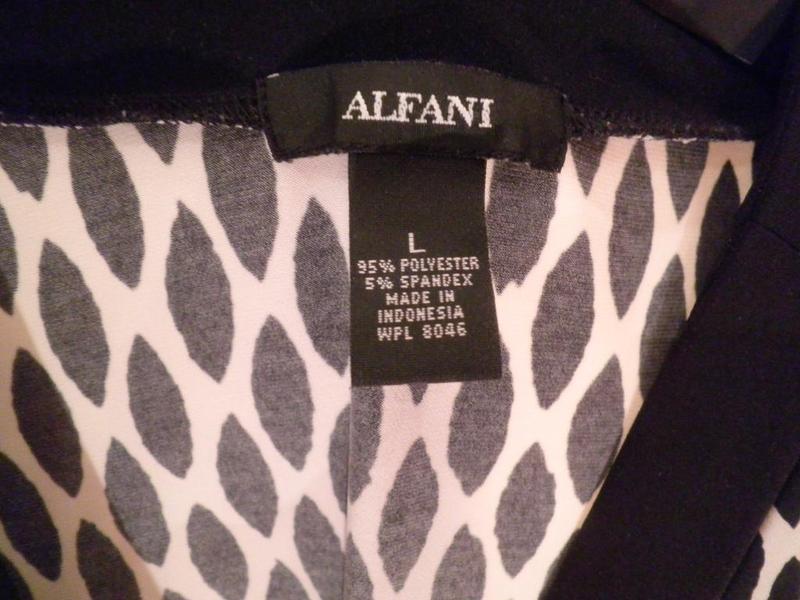 ALFANI
L
95% POLYESTER
5% SPANDEX
MADE IN
INDONESIA
WPL 8046